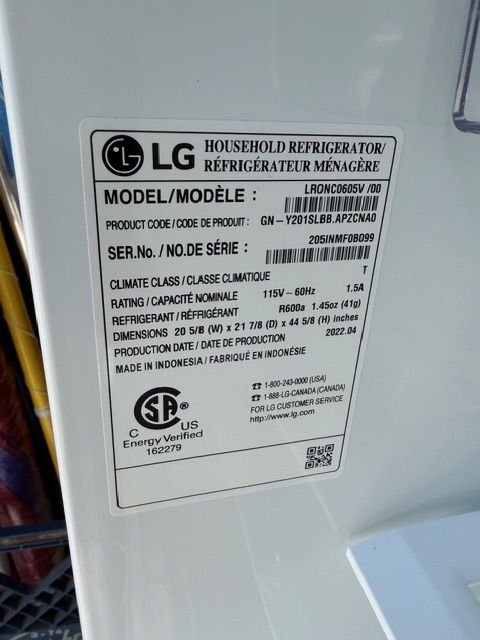 LG HOUSEHOLD REFRIGERATOR/
RÉFRIGÉRATEUR MÉNAGÈRE
MODEL/MODÈLE : LRONC0605V /00
PRODUCT CODE/CODE DE PRODUIT : GN-Y201SLBB.APZCNA0
SER.No. / NO.DE SÉRIE : 205INMF0B099
CLIMATE CLASS / CLASSE CLIMATIQUE T
RATING / CAPACITÉ NOMINALE 115V ~ 60Hz 1.5A
REFRIGERANT / RÉFRIGÉRANT R600a 1.45oz (41g)
DIMENSIONS 20 5/8 (W) x 21 7/8 (D) x 44 5/8 (H) inches
PRODUCTION DATE / DATE DE PRODUCTION 2022.04
MADE IN INDONESIA / FABRIQUÉ EN INDONÉSIE
☎ 1-800-243-0000 (USA)
☎ 1-888-LG-CANADA (CANADA)
FOR LG CUSTOMER SERVICE
http://www.lg.com
CSA®
C US
Energy Verified
162279